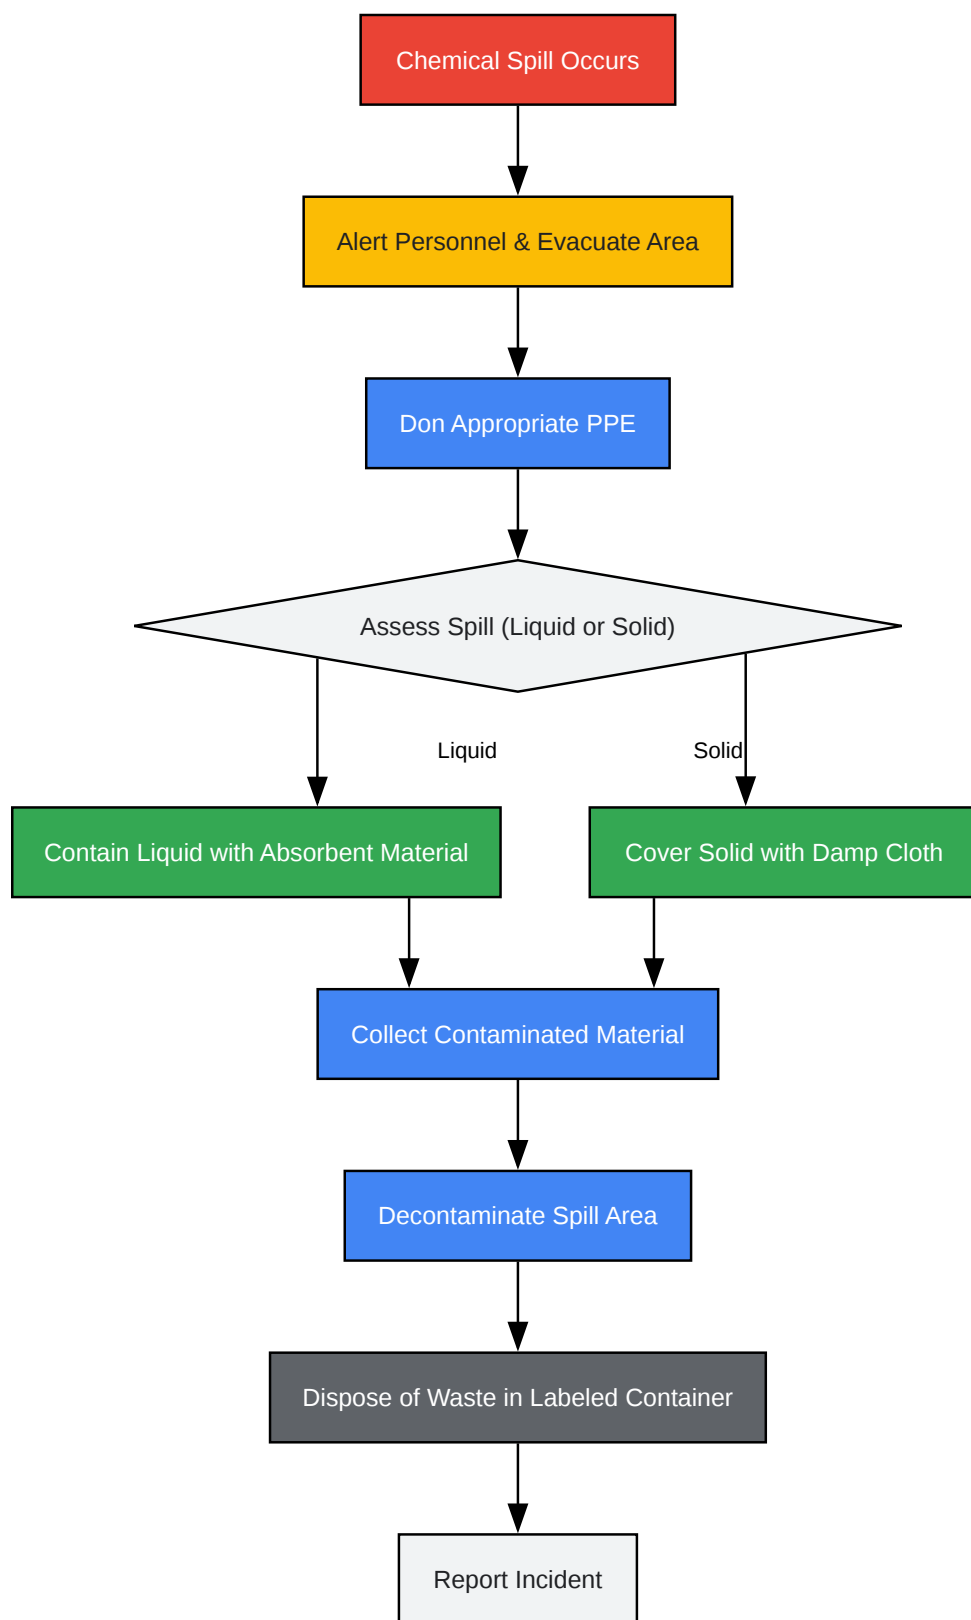 Chemical Spill Occurs
Alert Personnel & Evacuate Area
Don Appropriate PPE
Assess Spill (Liquid or Solid)
Liquid
Solid
Contain Liquid with Absorbent Material
Cover Solid with Damp Cloth
Collect Contaminated Material
Decontaminate Spill Area
Dispose of Waste in Labeled Container
Report Incident